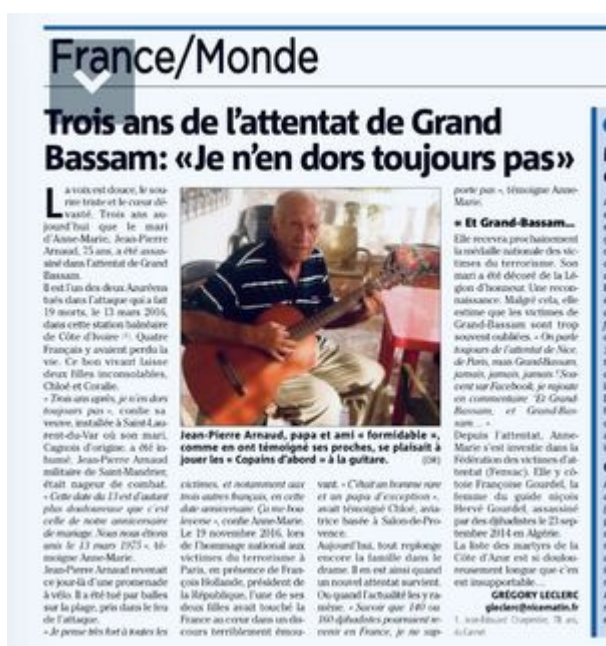 France/Monde
Trois ans de l'attentat de Grand
Bassam: «Je n'en dors toujours pas»
La voix est douce, le sou-
rire triste et le cœur dé-
vasté. Trois ans au-
jourd'hui que le mari
d'Anne-Marie, Jean-Pierre
Arnaud, 75 ans, a été assas-
siné dans l'attentat de Grand
Bassam.
Il est l'un des deux Azuréens
tués dans l'attaque qui a fait
19 morts, le 13 mars 2016,
dans cette station balnéaire
de Côte d'Ivoire (1). Quatre
Français y avaient perdu la
vie. Ce bon vivant laisse
deux filles inconsolables,
Chloé et Coralie.
« Trois ans après, je n'en dors
toujours pas », confie sa
veuve, installée à Saint-Lau-
rent-du-Var où son mari,
Cagnois d'origine, a été in-
humé. Jean-Pierre Arnaud
militaire de Saint-Mandrier,
était nageur de combat.
« Cette date du 13 est d'autant
plus douloureuse que c'est
celle de notre anniversaire
de mariage. Nous nous étions
unis le 13 mars 1975 », té-
moigne Anne-Marie.
Jean-Pierre Arnaud revenait
ce jour-là d'une promenade
à vélo. Il a été tué par balles
sur la plage, pris dans le feu
de l'attaque.
« Je pense très fort à toutes les
Jean-Pierre Arnaud, papa et ami « formidable »,
comme en ont témoigné ses proches, se plaisait à
jouer les « Copains d'abord » à la guitare. (DR)
victimes, et notamment aux
trois autres français, en cette
date anniversaire. Ça me bou-
leverse », confie Anne-Marie.
Le 19 novembre 2016, lors
de l'hommage national aux
victimes du terrorisme à
Paris, en présence de Fran-
çois Hollande, président de
la République, l'une de ses
deux filles avait touché la
France au cœur dans un dis-
cours terriblement émou-
vant. « C'était un homme rare
et un papa d'exception »,
avait témoigné Chloé, avia-
trice basée à Salon-de-Pro-
vence.
Aujourd'hui, tout replonge
encore la famille dans le
drame. Il en est ainsi quand
un nouvel attentat survient.
Ou quand l'actualité les y ra-
mène. « Savoir que 140 ou
160 djihadistes pourraient re-
venir en France, je ne sup-
porte pas », témoigne Anne-
Marie.
« Et Grand-Bassam...
Elle recevra prochainement
la médaille nationale des vic-
times du terrorisme. Son
mari a été décoré de la Lé-
gion d'honneur. Une recon-
naissance. Malgré cela, elle
estime que les victimes de
Grand-Bassam sont trop
souvent oubliées. « On parle
toujours de l'attentat de Nice,
de Paris, mais Grand-Bassam,
jamais, jamais, jamais ! Sou-
vent sur Facebook, je rajoute
en commentaire "Et Grand-
Bassam, et Grand-Bas-
sam... »
Depuis l'attentat, Anne-
Marie s'est investie dans la
Fédération des victimes d'at-
tentat (Fenvac). Elle y cô-
toie Françoise Gourdel, la
femme du guide niçois
Hervé Gourdel, assassiné
par des djihadistes le 23 sep-
tembre 2014 en Algérie.
La liste des martyrs de la
Côte d'Azur est si doulou-
reusement longue que c'en
est insupportable...
GRÉGORY LECLERC
gleclerc@nicematin.fr
1. Jean-Édouard Charpentier, 78 ans,
du Cannet